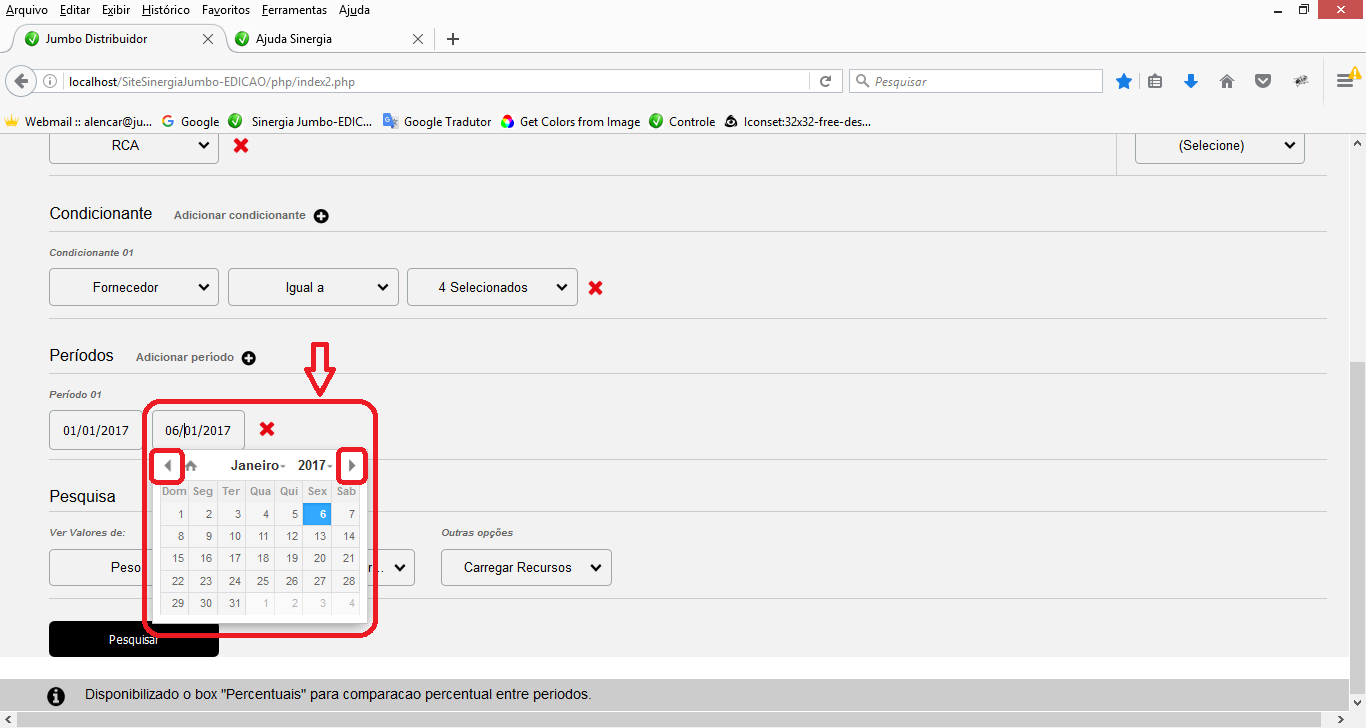 Arquivo Editar Exibir Histórico Favoritos Ferramentas Ajuda
Jumbo Distribuidor Ajuda Sinergia
localhost/SiteSinergiaJumbo-EDICAO/php/index2.php Pesquisar
Webmail :: alencar@ju... Google Sinergia Jumbo-EDIC... Google Tradutor Get Colors from Image Controle Iconset:32x32-free-des...
RCA (Selecione)
Condicionante Adicionar condicionante
Condicionante 01
Fornecedor Igual a 4 Selecionados
Períodos Adicionar período
Período 01
01/01/2017 06/01/2017
Janeiro 2017
Dom Seg Ter Qua Qui Sex Sab
1 2 3 4 5 6 7
8 9 10 11 12 13 14
15 16 17 18 19 20 21
22 23 24 25 26 27 28
29 30 31 1 2 3 4
Pesquisa
Ver Valores de: Outras opções
Peso r... Carregar Recursos
Pesquisar
Disponibilizado o box "Percentuais" para comparacao percentual entre periodos.